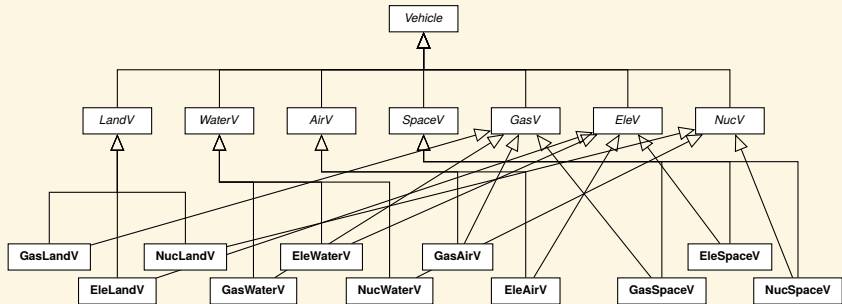 Vehicle
LandV WaterV AirV SpaceV GasV EleV NucV
GasLandV NucLandV EleWaterV GasAirV EleSpaceV
EleLandV GasWaterV NucWaterV EleAirV GasSpaceV NucSpaceV